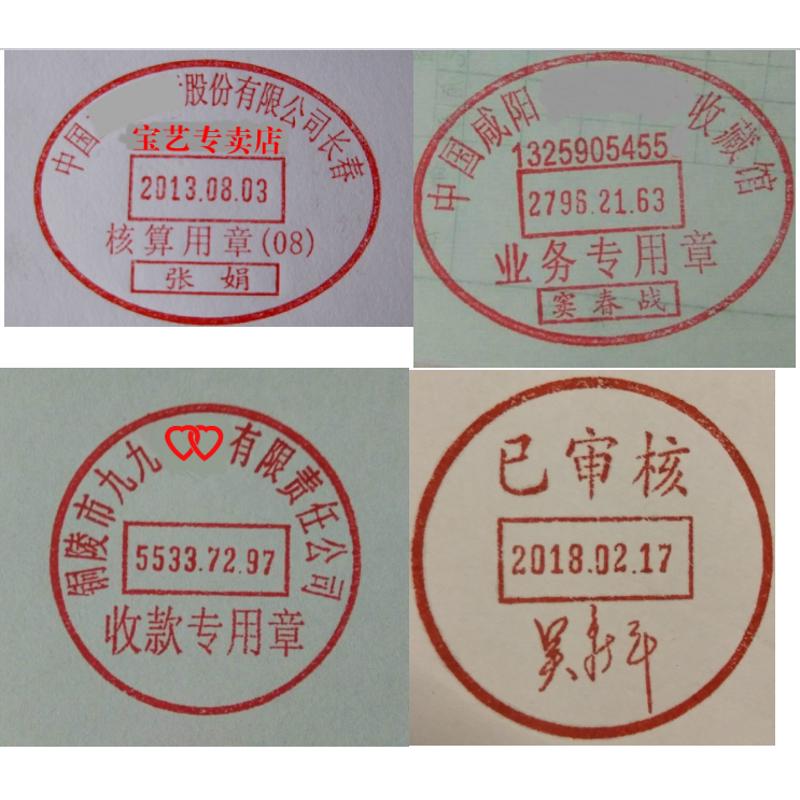 中国 股份有限公司长春
宝艺专卖店
2013.08.03
核算用章(08)
张娟
中国咸阳 收藏馆
1325905455
2796.21.63
业务专用章
窦春战
铜陵市九九 有限责任公司
5533.72.97
收款专用章
已审核
2018.02.17
吴新平